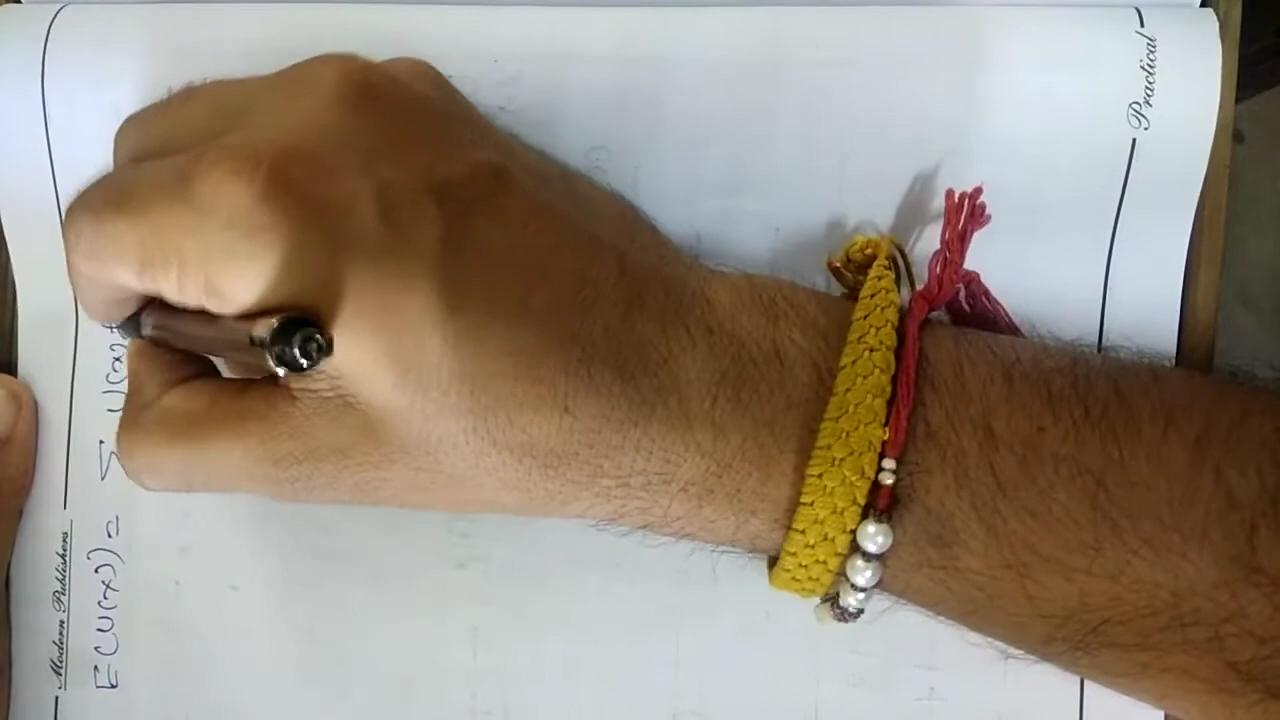 Practical
Modern Publishers
E(U(x)) = Σ U(x)